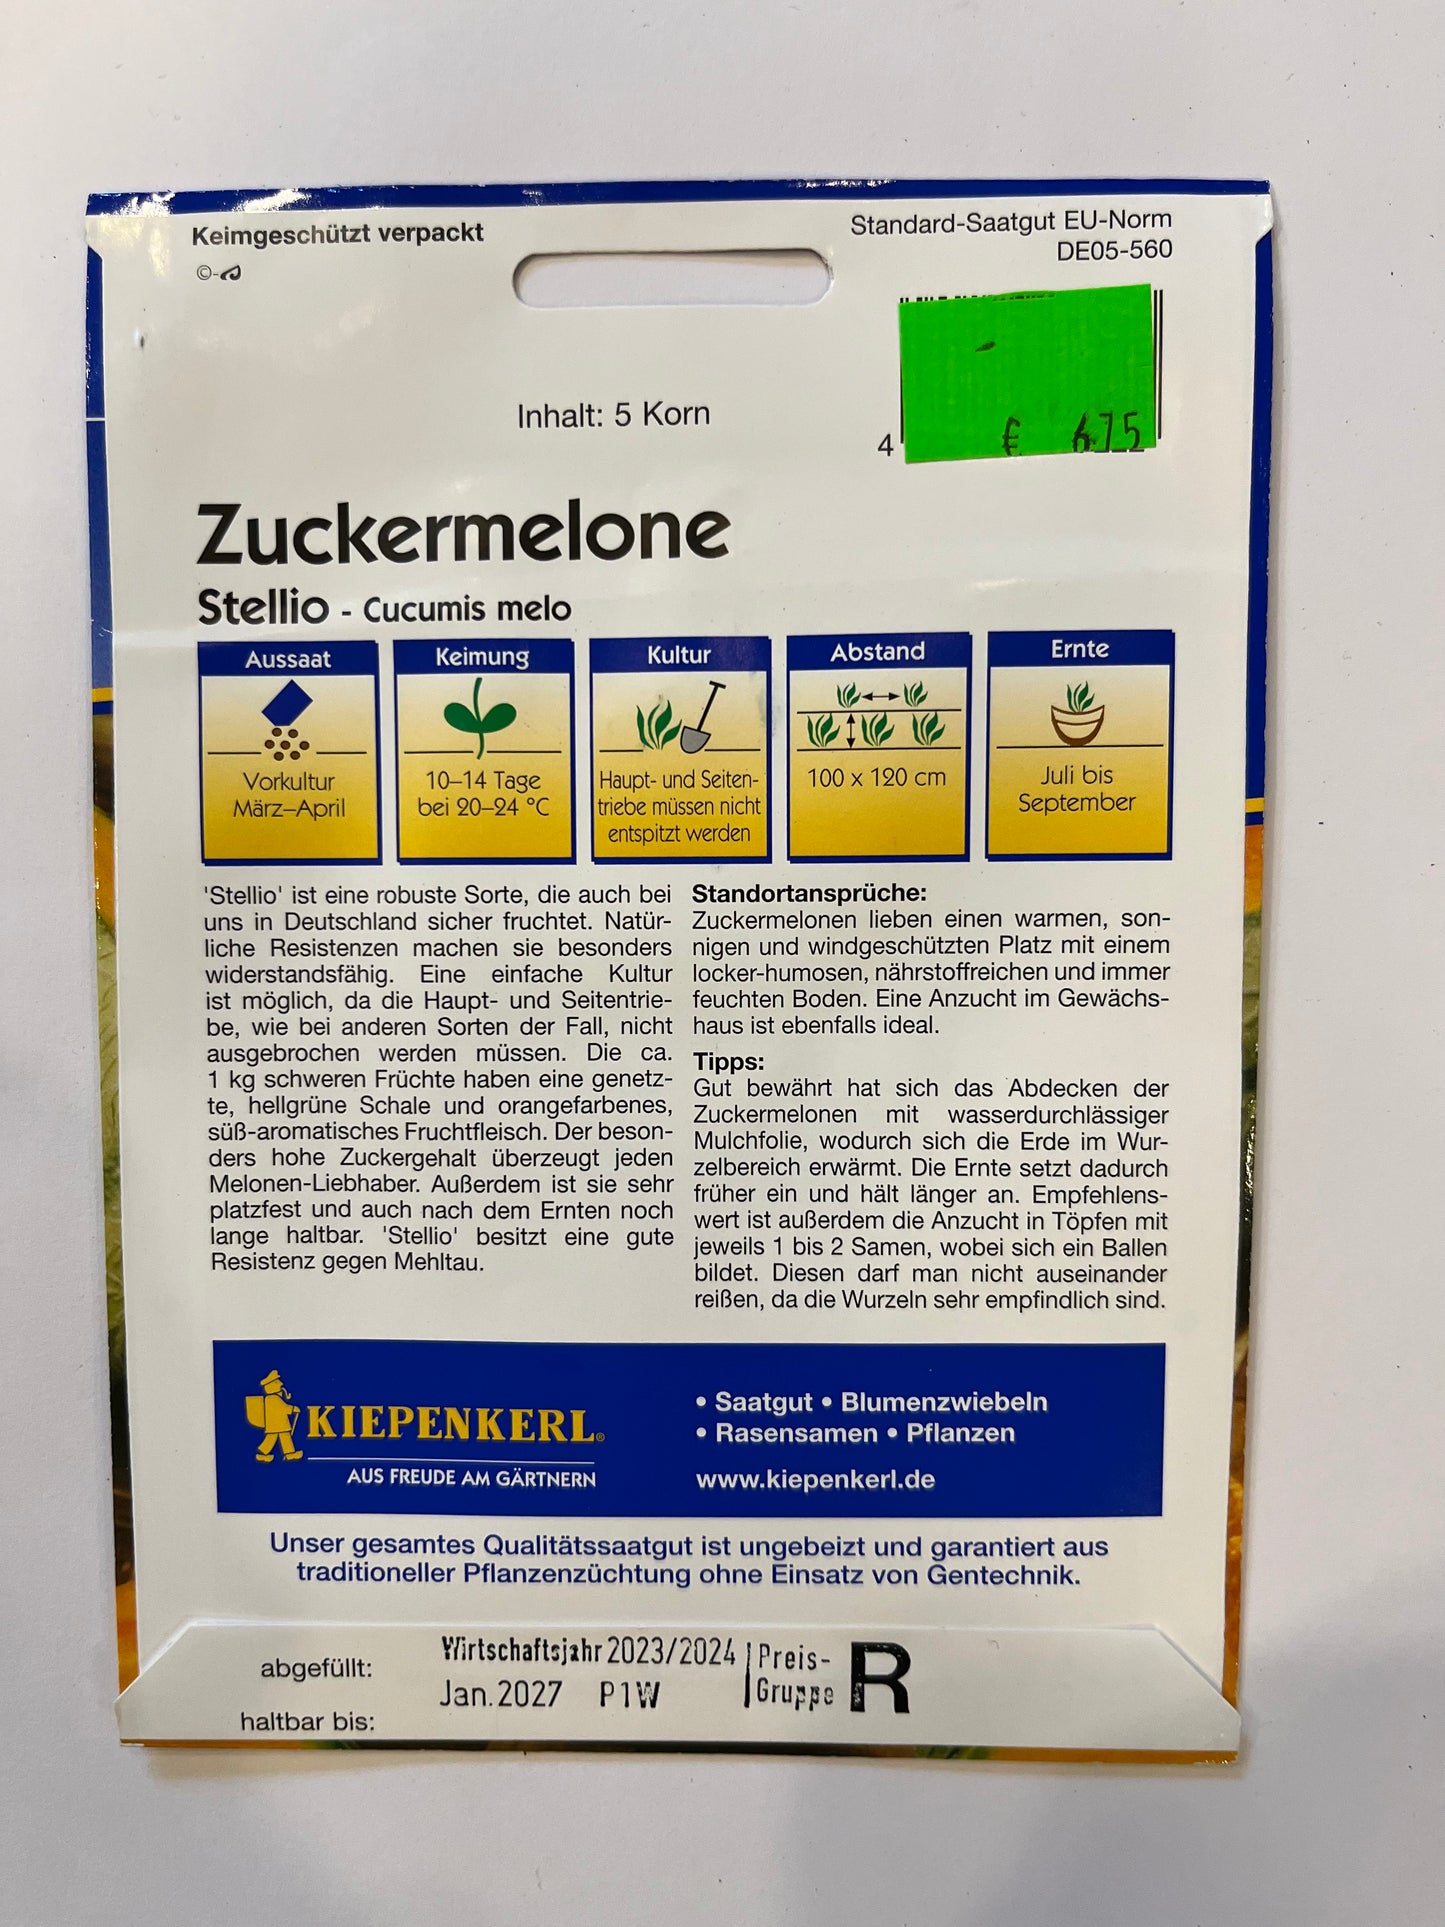 Keimgeschützt verpackt
Standard-Saatgut EU-Norm
DE05-560
©-
Inhalt: 5 Korn
4
€ 6.75
Zuckermelone
Stellio - Cucumis melo
Aussaat
Vorkultur
März–April
Keimung
10–14 Tage
bei 20–24 °C
Kultur
Haupt- und Seiten-
triebe müssen nicht
entspitzt werden
Abstand
100 x 120 cm
Ernte
Juli bis
September
'Stellio' ist eine robuste Sorte, die auch bei
uns in Deutschland sicher fruchtet. Natür-
liche Resistenzen machen sie besonders
widerstandsfähig. Eine einfache Kultur
ist möglich, da die Haupt- und Seitentrie-
be, wie bei anderen Sorten der Fall, nicht
ausgebrochen werden müssen. Die ca.
1 kg schweren Früchte haben eine genetz-
te, hellgrüne Schale und orangefarbenes,
süß-aromatisches Fruchtfleisch. Der beson-
ders hohe Zuckergehalt überzeugt jeden
Melonen-Liebhaber. Außerdem ist sie sehr
platzfest und auch nach dem Ernten noch
lange haltbar. 'Stellio' besitzt eine gute
Resistenz gegen Mehltau.
Standortansprüche:
Zuckermelonen lieben einen warmen, son-
nigen und windgeschützten Platz mit einem
locker-humosen, nährstoffreichen und immer
feuchten Boden. Eine Anzucht im Gewächs-
haus ist ebenfalls ideal.
Tipps:
Gut bewährt hat sich das Abdecken der
Zuckermelonen mit wasserdurchlässiger
Mulchfolie, wodurch sich die Erde im Wur-
zelbereich erwärmt. Die Ernte setzt dadurch
früher ein und hält länger an. Empfehlens-
wert ist außerdem die Anzucht in Töpfen mit
jeweils 1 bis 2 Samen, wobei sich ein Ballen
bildet. Diesen darf man nicht auseinander
reißen, da die Wurzeln sehr empfindlich sind.
KIEPENKERL®
AUS FREUDE AM GÄRTNERN
• Saatgut • Blumenzwiebeln
• Rasensamen • Pflanzen
www.kiepenkerl.de
Unser gesamtes Qualitätssaatgut ist ungebeizt und garantiert aus
traditioneller Pflanzenzüchtung ohne Einsatz von Gentechnik.
abgefüllt:
haltbar bis:
Wirtschaftsjahr 2023/2024
Jan.2027 P1W
Preis-
Gruppe
R